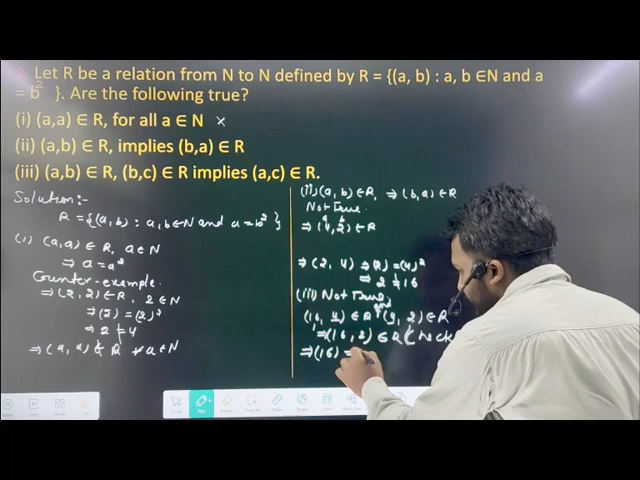 Let R be a relation from N to N defined by R = {(a, b) : a, b ∈N and a
= b² }. Are the following true?
(i) (a,a) ∈ R, for all a ∈ N ×
(ii) (a,b) ∈ R, implies (b,a) ∈ R
(iii) (a,b) ∈ R, (b,c) ∈ R implies (a,c) ∈ R.
Solution:-
R = {(a, b) : a, b ∈ N and a = b² }
(i) (a, a) ∈ R, a ∈ N
⇒ a = a²
Counter-example.
⇒ (2, 2) ∈ R, 2 ∈ N
⇒ (2) = (2)²
⇒ 2 ≠ 4
⇒ (a, a) ∉ R ∀ a ∈ N
(ii) (a, b) ∈ R, ⇒ (b, a) ∈ R
Not True.
a b
⇒ (4, 2) ∈ R
⇒ (2, 4) ⇒ (2) = (4)²
⇒ 2 ≠ 16
(iii) Not True,
(16, 4) ∈ R and (4, 2) ∈ R
⇒ (16, 2) ∈ R (check
⇒ (16) =